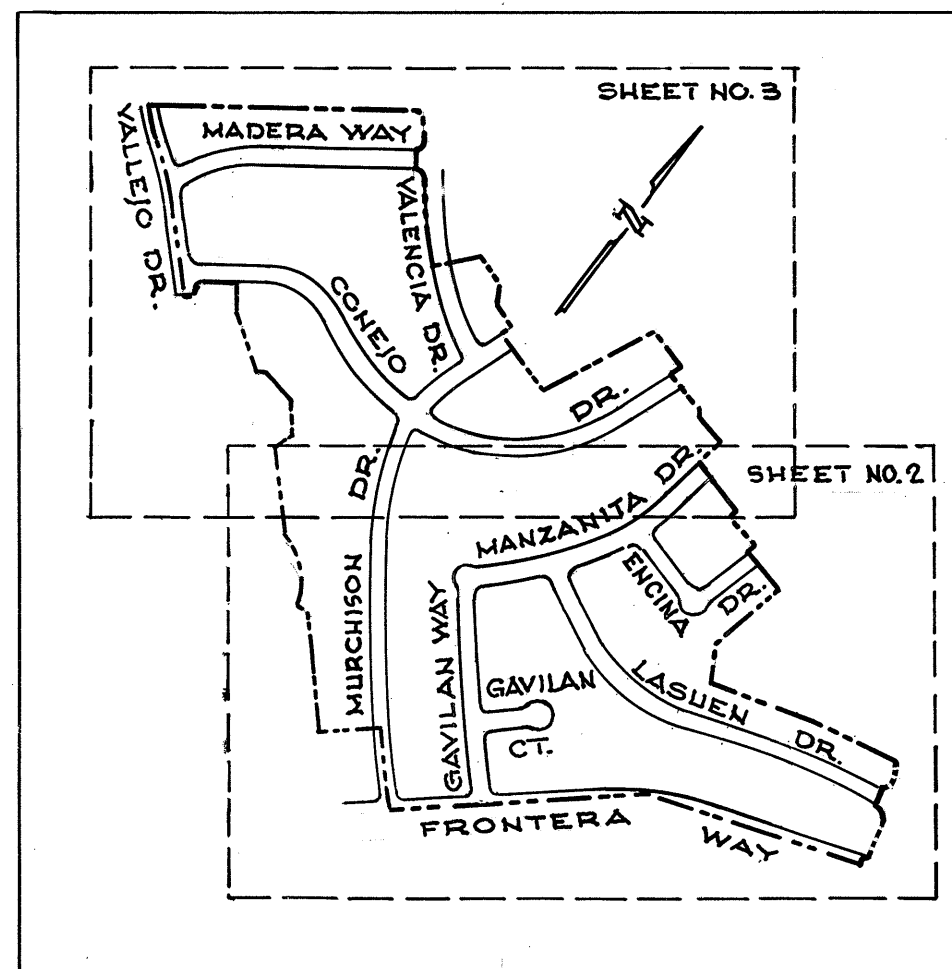 SHEET NO. 3
MADERA WAY
VALLEJO DR.
VALENCIA DR.
N
CONEJO
DR.
DR.
SHEET NO. 2
MANZANITA DR.
ENCINA
DR.
MURCHISON
GAVILAN WAY
GAVILAN
CT.
LASUEN
DR.
FRONTERA
WAY